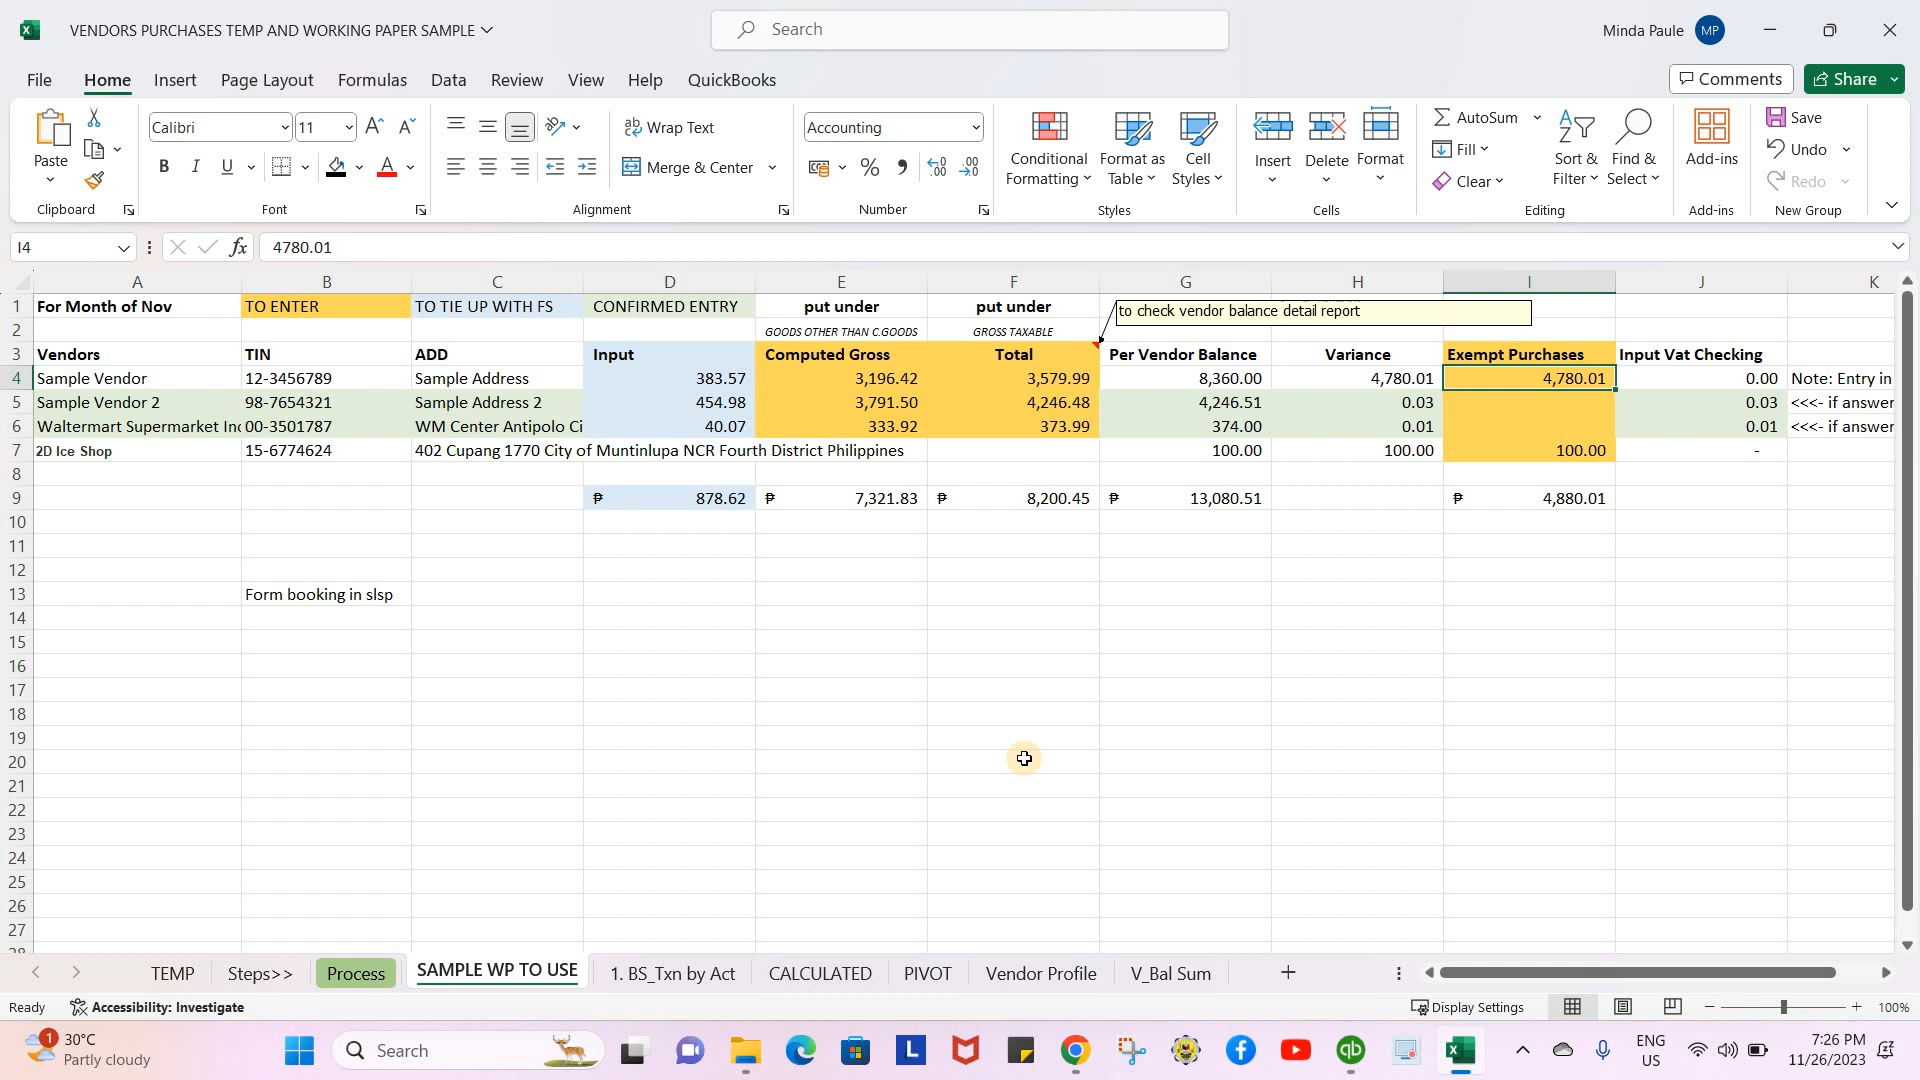 VENDORS PURCHASES TEMP AND WORKING PAPER SAMPLE
Search
Minda Paule MP
File Home Insert Page Layout Formulas Data Review View Help QuickBooks
Comments Share
Paste
Calibri 11
B I U
Wrap Text
Merge & Center
Accounting
% 9 .00
Conditional Formatting
Format as Table
Cell Styles
Insert Delete Format
AutoSum
Fill
Clear
Sort & Filter
Find & Select
Add-ins
Save
Undo
Redo
Clipboard Font Alignment Number Styles Cells Editing Add-ins New Group
I4 fx 4780.01
A B C D E F G H I J K
1 For Month of Nov TO ENTER TO TIE UP WITH FS CONFIRMED ENTRY put under put under to check vendor balance detail report
2 GOODS OTHER THAN C.GOODS GROSS TAXABLE
3 Vendors TIN ADD Input Computed Gross Total Per Vendor Balance Variance Exempt Purchases Input Vat Checking
4 Sample Vendor 12-3456789 Sample Address 383.57 3,196.42 3,579.99 8,360.00 4,780.01 4,780.01 0.00 Note: Entry in
5 Sample Vendor 2 98-7654321 Sample Address 2 454.98 3,791.50 4,246.48 4,246.51 0.03 0.03 <<<- if answer
6 Waltermart Supermarket Inc 00-3501787 WM Center Antipolo Ci 40.07 333.92 373.99 374.00 0.01 0.01 <<<- if answer
7 2D Ice Shop 15-6774624 402 Cupang 1770 City of Muntinlupa NCR Fourth District Philippines 100.00 100.00 100.00 -
8
9 ₱ 878.62 ₱ 7,321.83 ₱ 8,200.45 ₱ 13,080.51 ₱ 4,880.01
10
11
12
13 Form booking in slsp
14
15
16
17
18
19
20
21
22
23
24
25
26
27
28
TEMP Steps>> Process SAMPLE WP TO USE 1. BS_Txn by Act CALCULATED PIVOT Vendor Profile V_Bal Sum
Ready Accessibility: Investigate Display Settings 100%
1 30°C
Partly cloudy
Search
L
qb
ENG
US
7:26 PM
11/26/2023